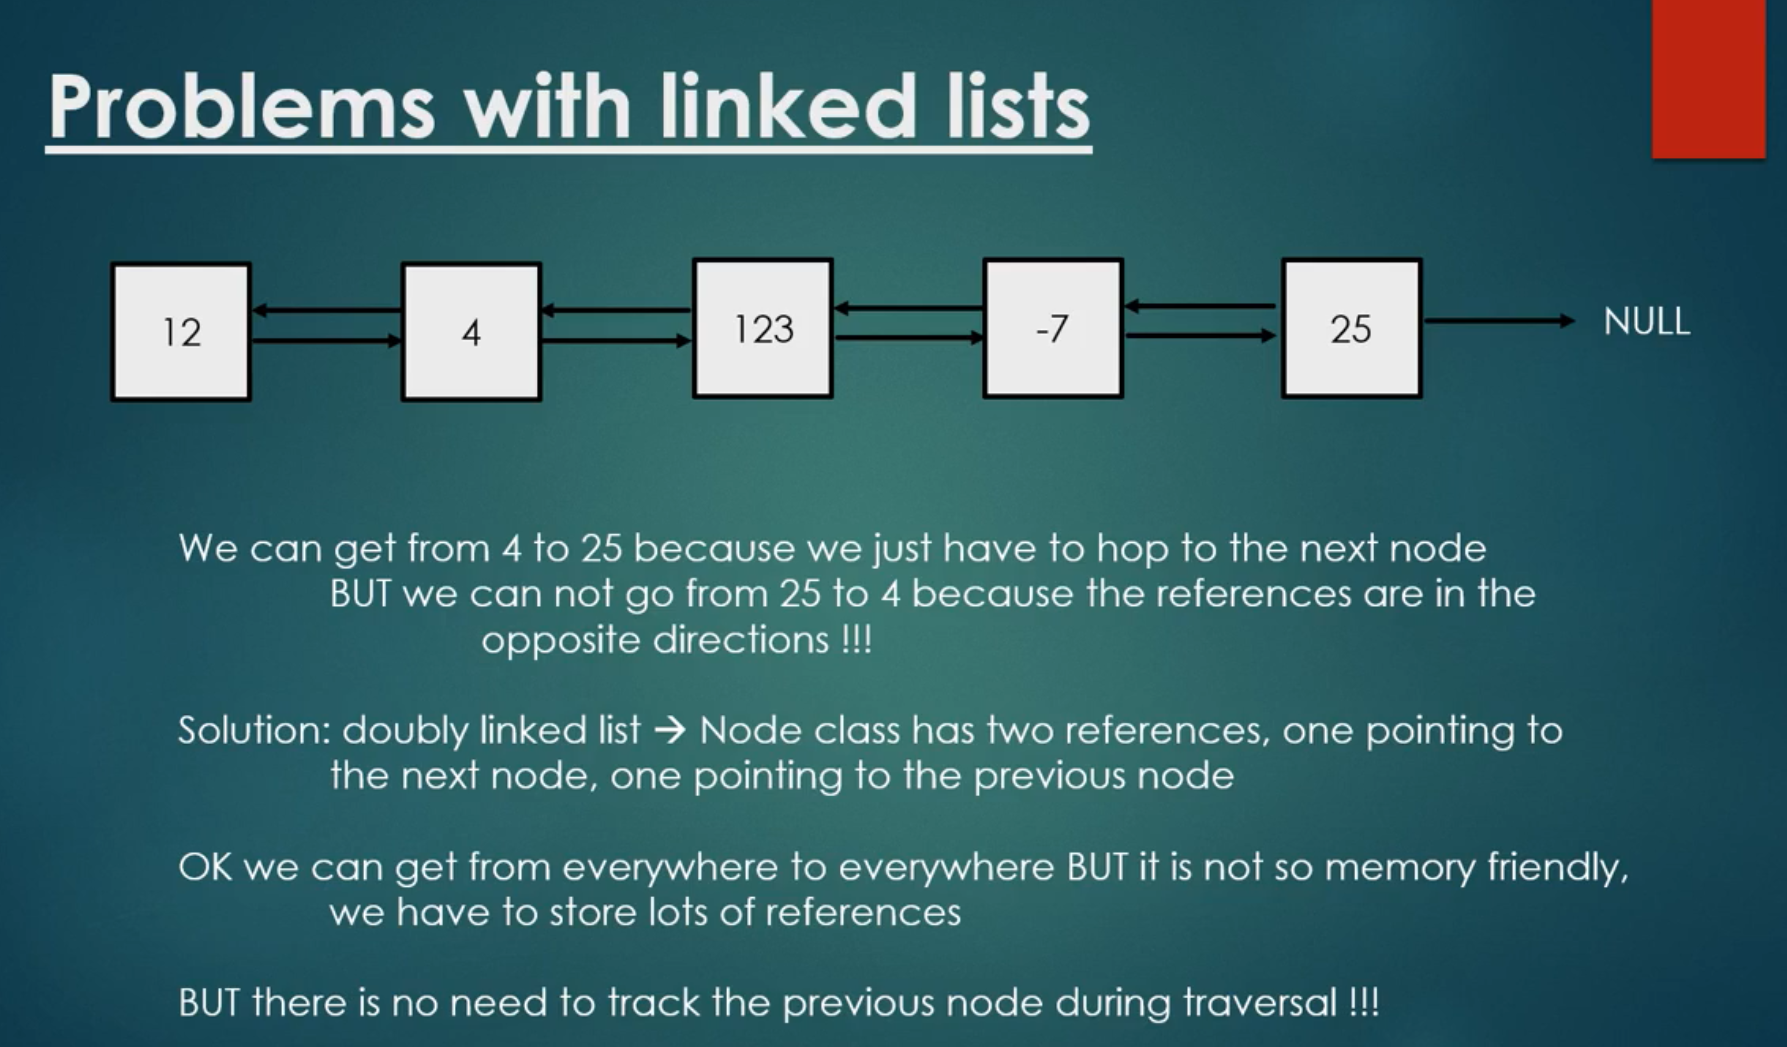 Problems with linked lists
12
4
123
-7
25
NULL
We can get from 4 to 25 because we just have to hop to the next node
BUT we can not go from 25 to 4 because the references are in the
opposite directions !!!
Solution: doubly linked list → Node class has two references, one pointing to
the next node, one pointing to the previous node
OK we can get from everywhere to everywhere BUT it is not so memory friendly,
we have to store lots of references
BUT there is no need to track the previous node during traversal !!!